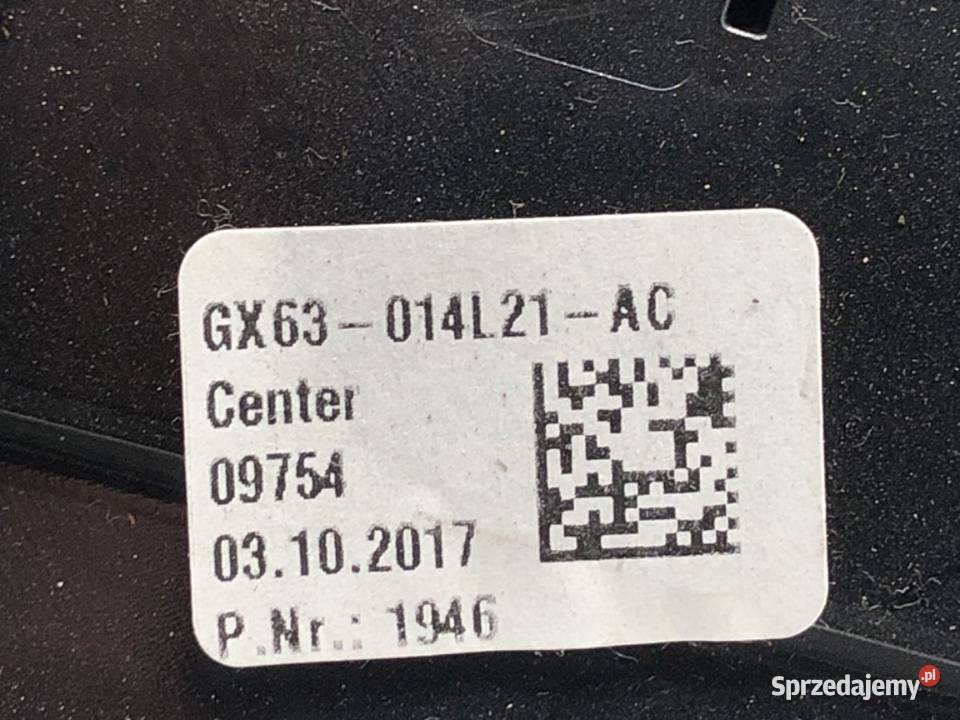 GX63-014L21-AC
Center
09754
03.10.2017
P.Nr.: 1946
Sprzedajemy.pl